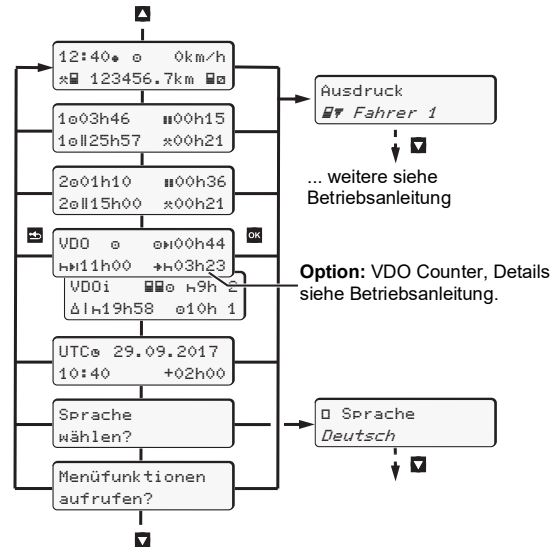 12:40 0km/h
123456.7km
1 03h46 00h15
1 25h57 00h21
2 01h10 00h36
2 15h00 00h21
VDO 00h44
11h00 03h23
VDOi 9h 2
19h58 10h 1
UTC 29.09.2017
10:40 +02h00
Sprache
wählen?
Menüfunktionen
aufrufen?
OK
Ausdruck
Fahrer 1
... weitere siehe
Betriebsanleitung
Option: VDO Counter, Details
siehe Betriebsanleitung.
Sprache
Deutsch